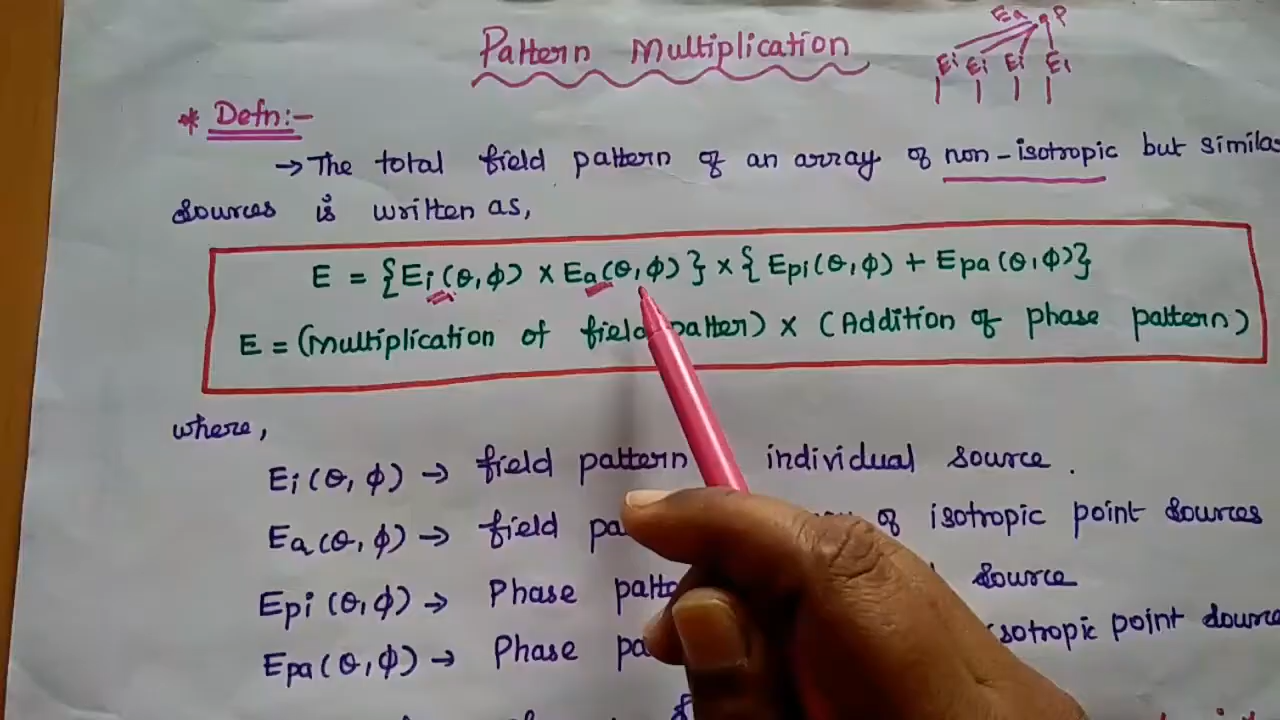 Pattern Multiplication
Ea P
Ei Ei Ei Ei
* Defn:-
→ The total field pattern of an array of non-isotropic but similar
sources is written as,
E = {Ei(θ,φ) × Ea(θ,φ)} × {Epi(θ,φ) + Epa(θ,φ)}
E = (Multiplication of field patter) × (Addition of phase pattern)
where,
Ei(θ,φ) → field pattern individual source.
Ea(θ,φ) → field pa of isotropic point sources
Epi(θ,φ) → Phase patte source
Epa(θ,φ) → Phase pa isotropic point source